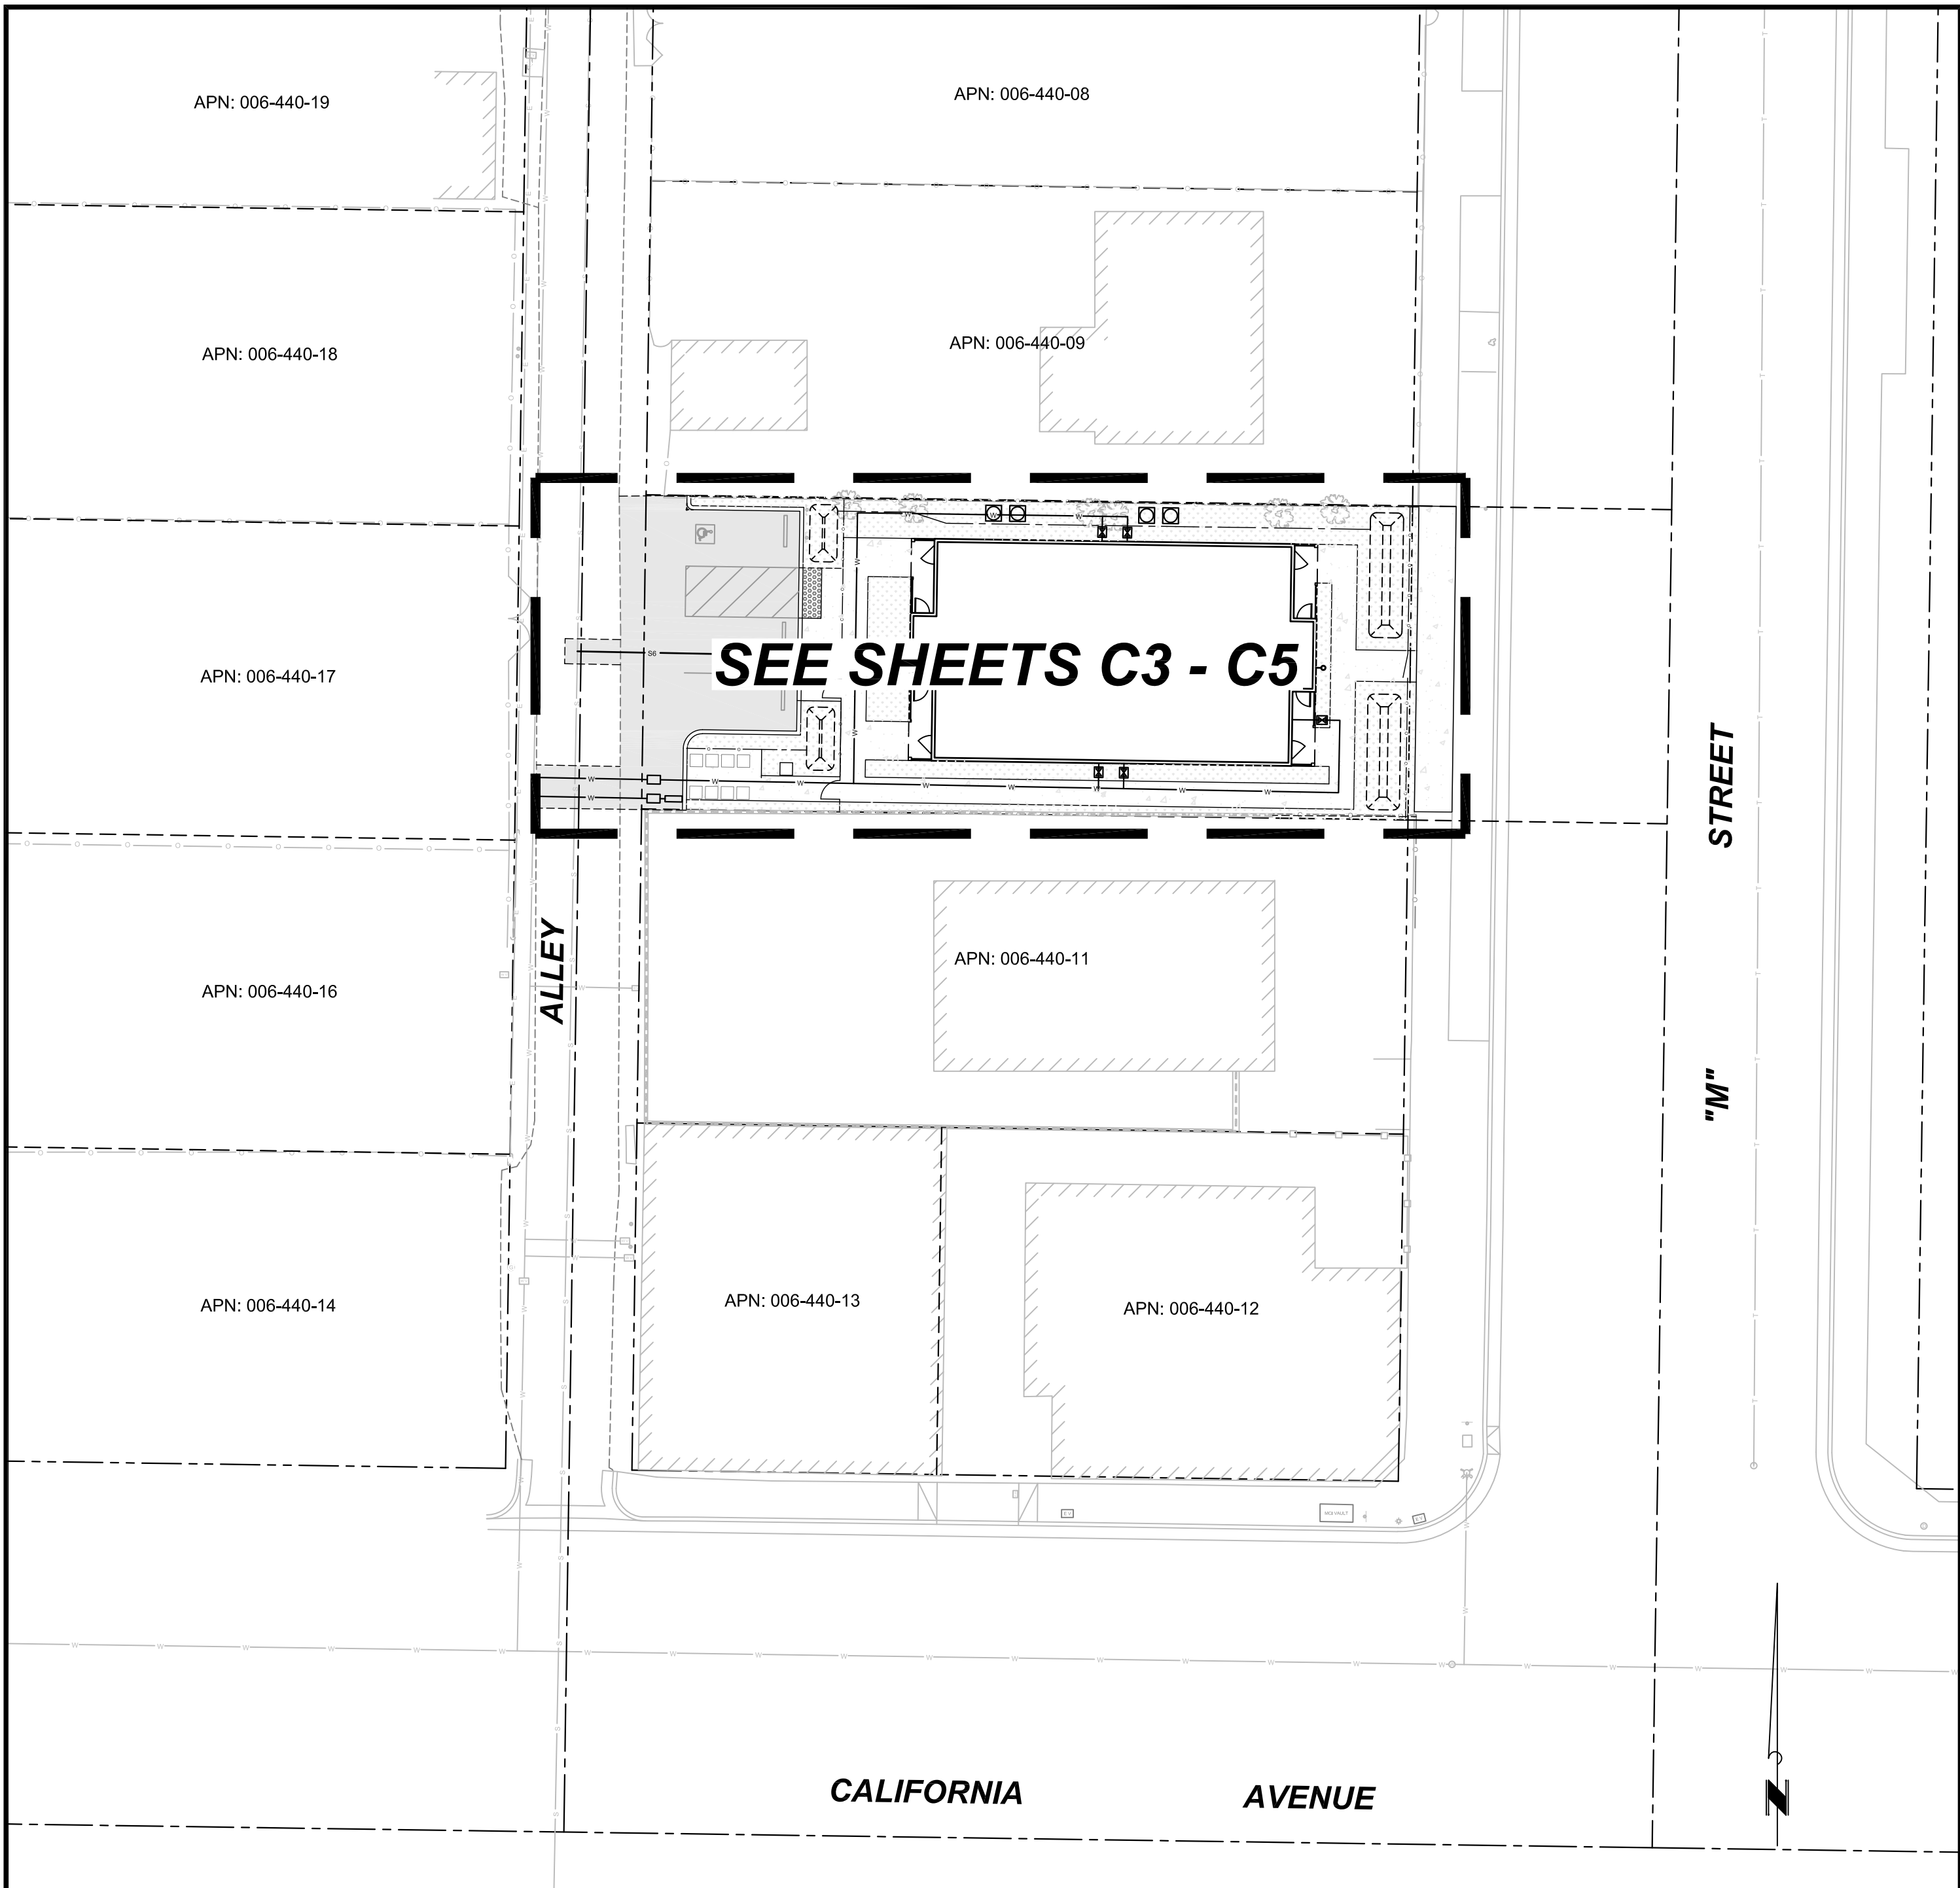 APN: 006-440-19
APN: 006-440-08
APN: 006-440-18
APN: 006-440-09
SEE SHEETS C3 - C5
S6
APN: 006-440-17
STREET
"M"
ALLEY
APN: 006-440-11
APN: 006-440-16
APN: 006-440-14
APN: 006-440-13
APN: 006-440-12
CALIFORNIA AVENUE
N